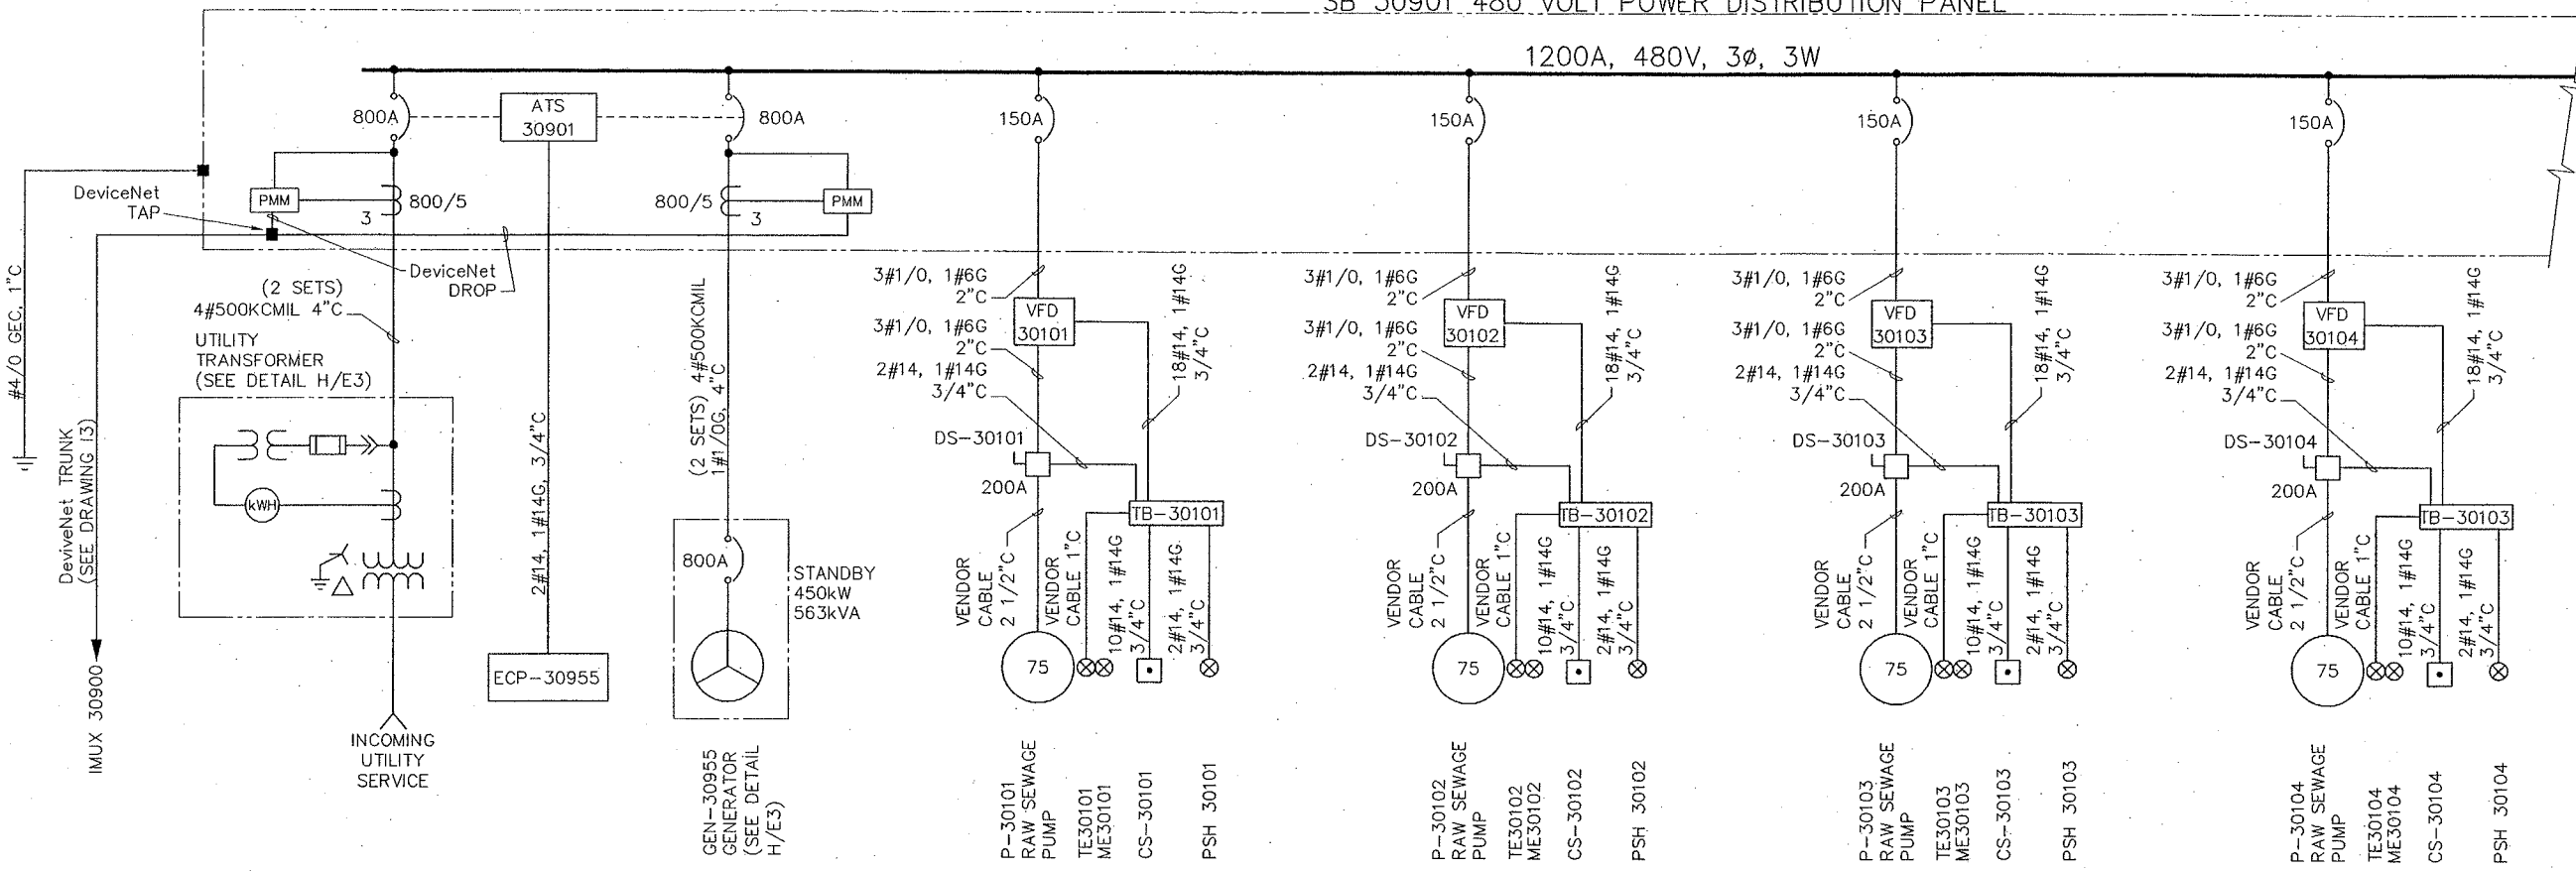 SB 30901 480 VOLT POWER DISTRIBUTION PANEL
1200A, 480V, 3ø, 3W
800A
ATS
30901
800A
150A
150A
150A
150A
DeviceNet
TAP
PMM
3
800/5
800/5
3
PMM
DeviceNet
DROP
#4/0 GEC, 1"C
DeviveNet TRUNK
(SEE DRAWING I3)
IMUX 30900
(2 SETS)
4#500KCMIL 4"C
UTILITY
TRANSFORMER
(SEE DETAIL H/E3)
kWH
INCOMING
UTILITY
SERVICE
2#14, 1#14G, 3/4"C
ECP-30955
(2 SETS) 4#500KCMIL
1#1/0G, 4"C
800A
STANDBY
450kW
563kVA
GEN-30955
GENERATOR
(SEE DETAIL
H/E3)
3#1/0, 1#6G
2"C
VFD
30101
3#1/0, 1#6G
2"C
2#14, 1#14G
3/4"C
18#14, 1#14G
3/4"C
DS-30101
200A
TB-30101
VENDOR
CABLE
2 1/2"C
VENDOR
CABLE 1"C
10#14, 1#14G
3/4"C
2#14, 1#14G
3/4"C
75
P-30101
RAW SEWAGE
PUMP
TE30101
ME30101
CS-30101
PSH 30101
3#1/0, 1#6G
2"C
VFD
30102
3#1/0, 1#6G
2"C
2#14, 1#14G
3/4"C
18#14, 1#14G
3/4"C
DS-30102
200A
TB-30102
VENDOR
CABLE
2 1/2"C
VENDOR
CABLE 1"C
10#14, 1#14G
3/4"C
2#14, 1#14G
3/4"C
75
P-30102
RAW SEWAGE
PUMP
TE30102
ME30102
CS-30102
PSH 30102
3#1/0, 1#6G
2"C
VFD
30103
3#1/0, 1#6G
2"C
2#14, 1#14G
3/4"C
18#14, 1#14G
3/4"C
DS-30103
200A
TB-30103
VENDOR
CABLE
2 1/2"C
VENDOR
CABLE 1"C
10#14, 1#14G
3/4"C
2#14, 1#14G
3/4"C
75
P-30103
RAW SEWAGE
PUMP
TE30103
ME30103
CS-30103
PSH 30103
3#1/0, 1#6G
2"C
VFD
30104
3#1/0, 1#6G
2"C
2#14, 1#14G
3/4"C
18#14, 1#14G
3/4"C
DS-30104
200A
TB-30103
VENDOR
CABLE
2 1/2"C
VENDOR
CABLE 1"C
10#14, 1#14G
3/4"C
2#14, 1#14G
3/4"C
75
P-30104
RAW SEWAGE
PUMP
TE30104
ME30104
CS-30104
PSH 30104